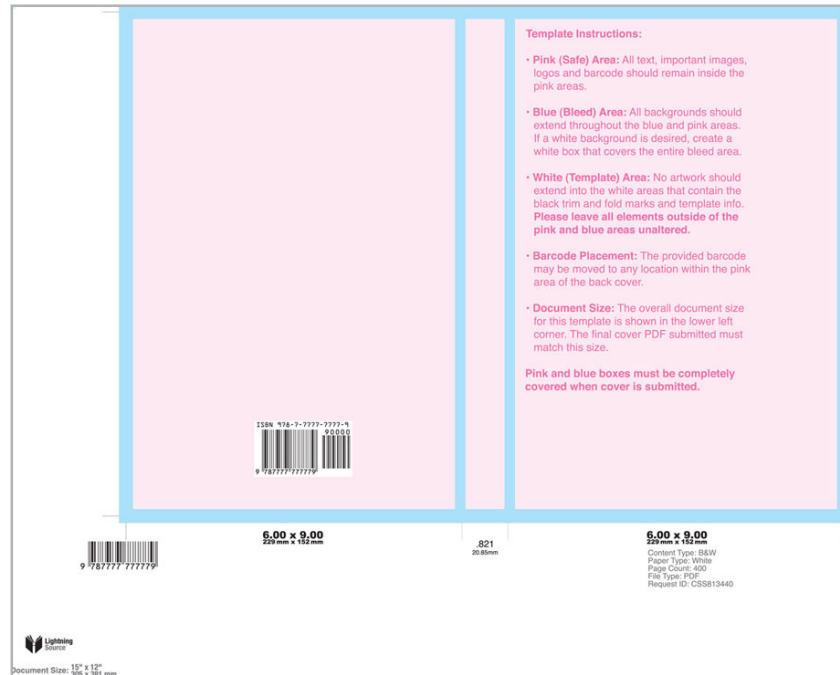 Template Instructions:
• Pink (Safe) Area: All text, important images,
logos and barcode should remain inside the
pink areas.
• Blue (Bleed) Area: All backgrounds should
extend throughout the blue and pink areas.
If a white background is desired, create a
white box that covers the entire bleed area.
• White (Template) Area: No artwork should
extend into the white areas that contain the
black trim and fold marks and template info.
Please leave all elements outside of the
pink and blue areas unaltered.
• Barcode Placement: The provided barcode
may be moved to any location within the pink
area of the back cover.
• Document Size: The overall document size
for this template is shown in the lower left
corner. The final cover PDF submitted must
match this size.
Pink and blue boxes must be completely
covered when cover is submitted.
ISBN 978-7-7777-7777-9
90000
9 787777 777779
6.00 x 9.00
229 mm x 152 mm
.821
20.85mm
6.00 x 9.00
229 mm x 152 mm
Content Type: B&W
Paper Type: White
Page Count: 400
File Type: PDF
Request ID: CSS813440
9 787777 777779
Lightning
Source
Document Size: 15" x 12"
305 x 381 mm